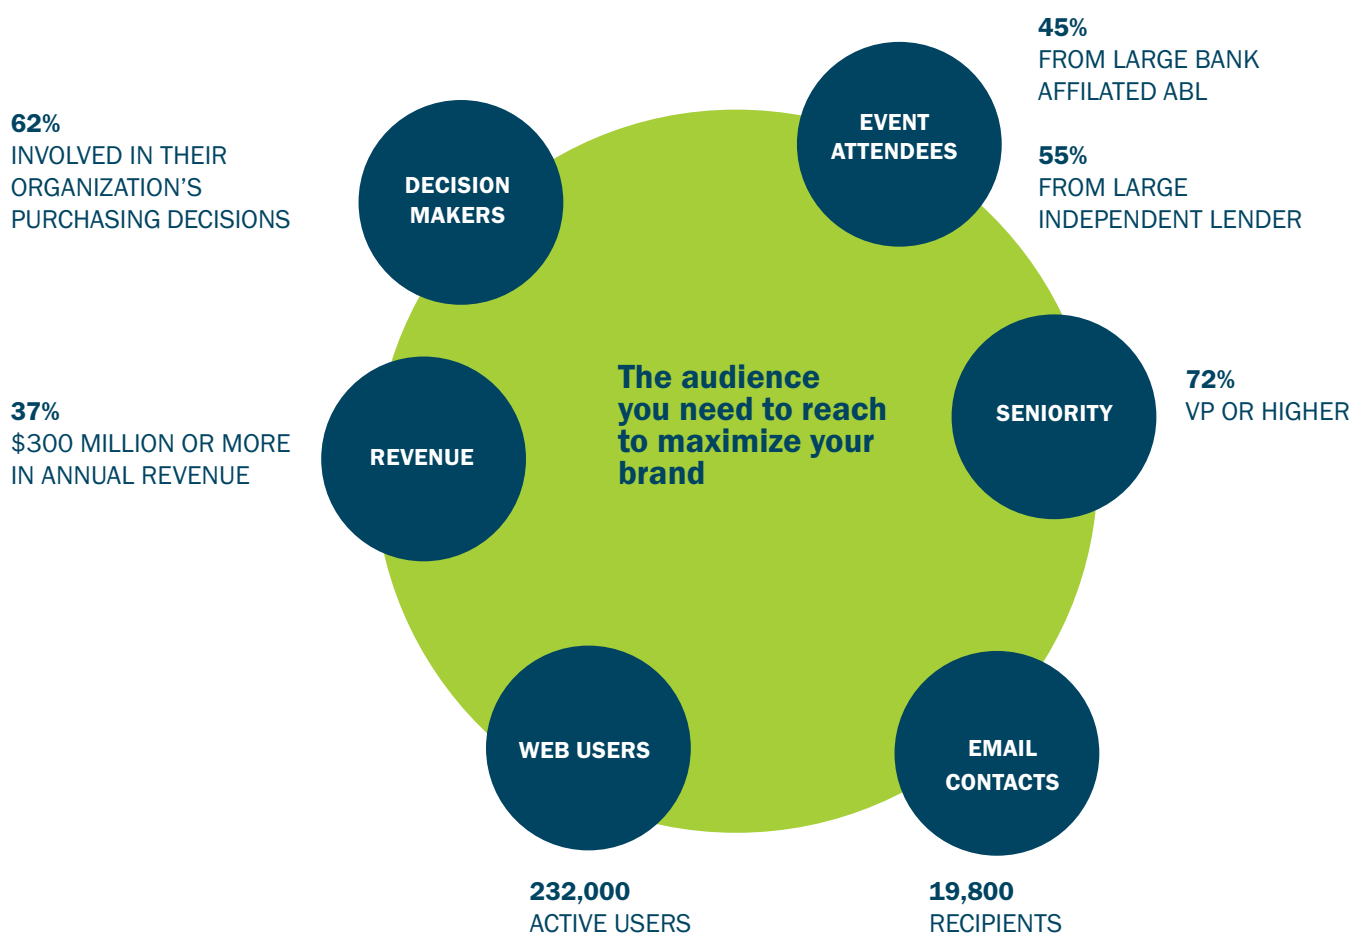 62%
INVOLVED IN THEIR
ORGANIZATION'S
PURCHASING DECISIONS
DECISION
MAKERS
EVENT
ATTENDEES
45%
FROM LARGE BANK
AFFILATED ABL
55%
FROM LARGE
INDEPENDENT LENDER
37%
$300 MILLION OR MORE
IN ANNUAL REVENUE
REVENUE
The audience
you need to reach
to maximize your
brand
SENIORITY
72%
VP OR HIGHER
WEB USERS
232,000
ACTIVE USERS
EMAIL
CONTACTS
19,800
RECIPIENTS